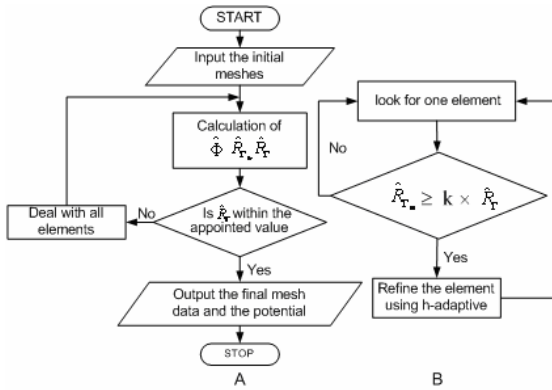 START
Input the initial
meshes
Calculation of
Φ̂ R̂Γₑ R̂Γ
Deal with all
elements
No
Is R̂Γ within the
appointed value
Yes
Output the final mesh
data and the potential
STOP
A
look for one element
No
R̂Γₑ ≥ k × R̂Γ
Yes
Refine the element
using h-adaptive
B